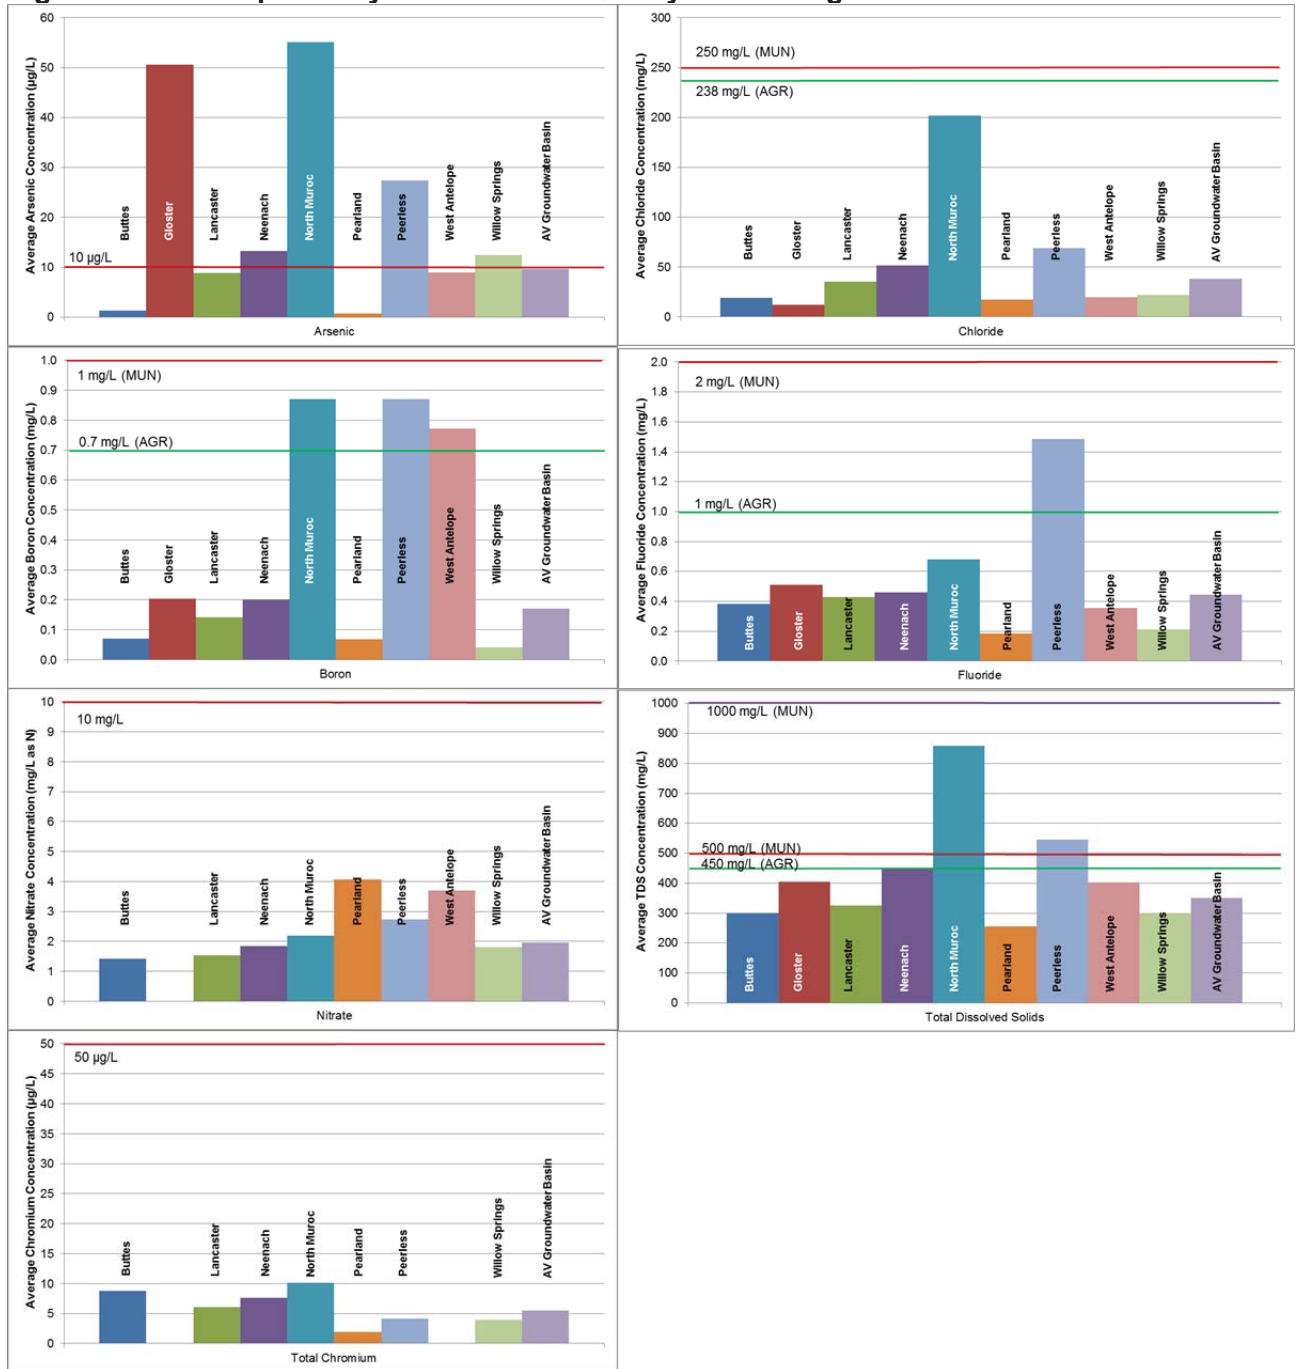 Average Arsenic Concentration (µg/L)
60
50
40
30
20
10
0
10 µg/L
Buttes
Gloster
Lancaster
Neenach
North Muroc
Pearland
Peerless
West Antelope
Willow Springs
AV Groundwater Basin
Arsenic
Average Chloride Concentration (mg/L)
300
250
200
150
100
50
0
250 mg/L (MUN)
238 mg/L (AGR)
Buttes
Gloster
Lancaster
Neenach
North Muroc
Pearland
Peerless
West Antelope
Willow Springs
AV Groundwater Basin
Chloride
Average Boron Concentration (mg/L)
1.0
0.9
0.8
0.7
0.6
0.5
0.4
0.3
0.2
0.1
0.0
1 mg/L (MUN)
0.7 mg/L (AGR)
Buttes
Gloster
Lancaster
Neenach
North Muroc
Pearland
Peerless
West Antelope
Willow Springs
AV Groundwater Basin
Boron
Average Fluoride Concentration (mg/L)
2.0
1.8
1.6
1.4
1.2
1.0
0.8
0.6
0.4
0.2
0.0
2 mg/L (MUN)
1 mg/L (AGR)
Buttes
Gloster
Lancaster
Neenach
North Muroc
Pearland
Peerless
West Antelope
Willow Springs
AV Groundwater Basin
Fluoride
Average Nitrate Concentration (mg/L as N)
10
9
8
7
6
5
4
3
2
1
0
10 mg/L
Buttes
Lancaster
Neenach
North Muroc
Pearland
Peerless
West Antelope
Willow Springs
AV Groundwater Basin
Nitrate
Average TDS Concentration (mg/L)
1000
900
800
700
600
500
400
300
200
100
0
1000 mg/L (MUN)
500 mg/L (MUN)
450 mg/L (AGR)
Buttes
Gloster
Lancaster
Neenach
North Muroc
Pearland
Peerless
West Antelope
Willow Springs
AV Groundwater Basin
Total Dissolved Solids
Average Chromium Concentration (µg/L)
50
45
40
35
30
25
20
15
10
5
0
50 µg/L
Buttes
Lancaster
Neenach
North Muroc
Pearland
Peerless
Willow Springs
AV Groundwater Basin
Total Chromium